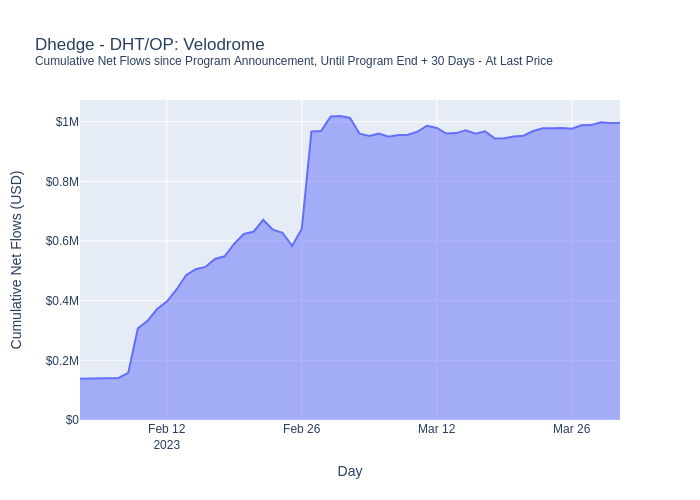 Dhedge - DHT/OP: Velodrome
Cumulative Net Flows since Program Announcement, Until Program End + 30 Days - At Last Price
Cumulative Net Flows (USD)
$1M
$0.8M
$0.6M
$0.4M
$0.2M
$0
Feb 12
2023
Feb 26
Mar 12
Mar 26
Day